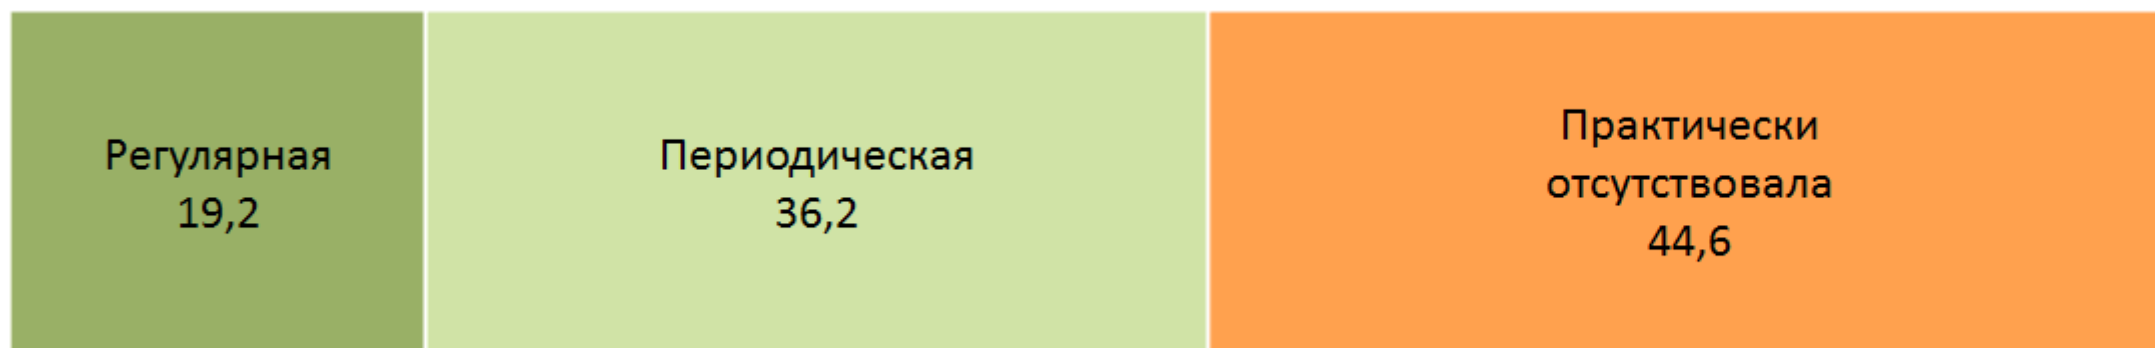 Регулярная
19,2
Периодическая
36,2
Практически
отсутствовала
44,6